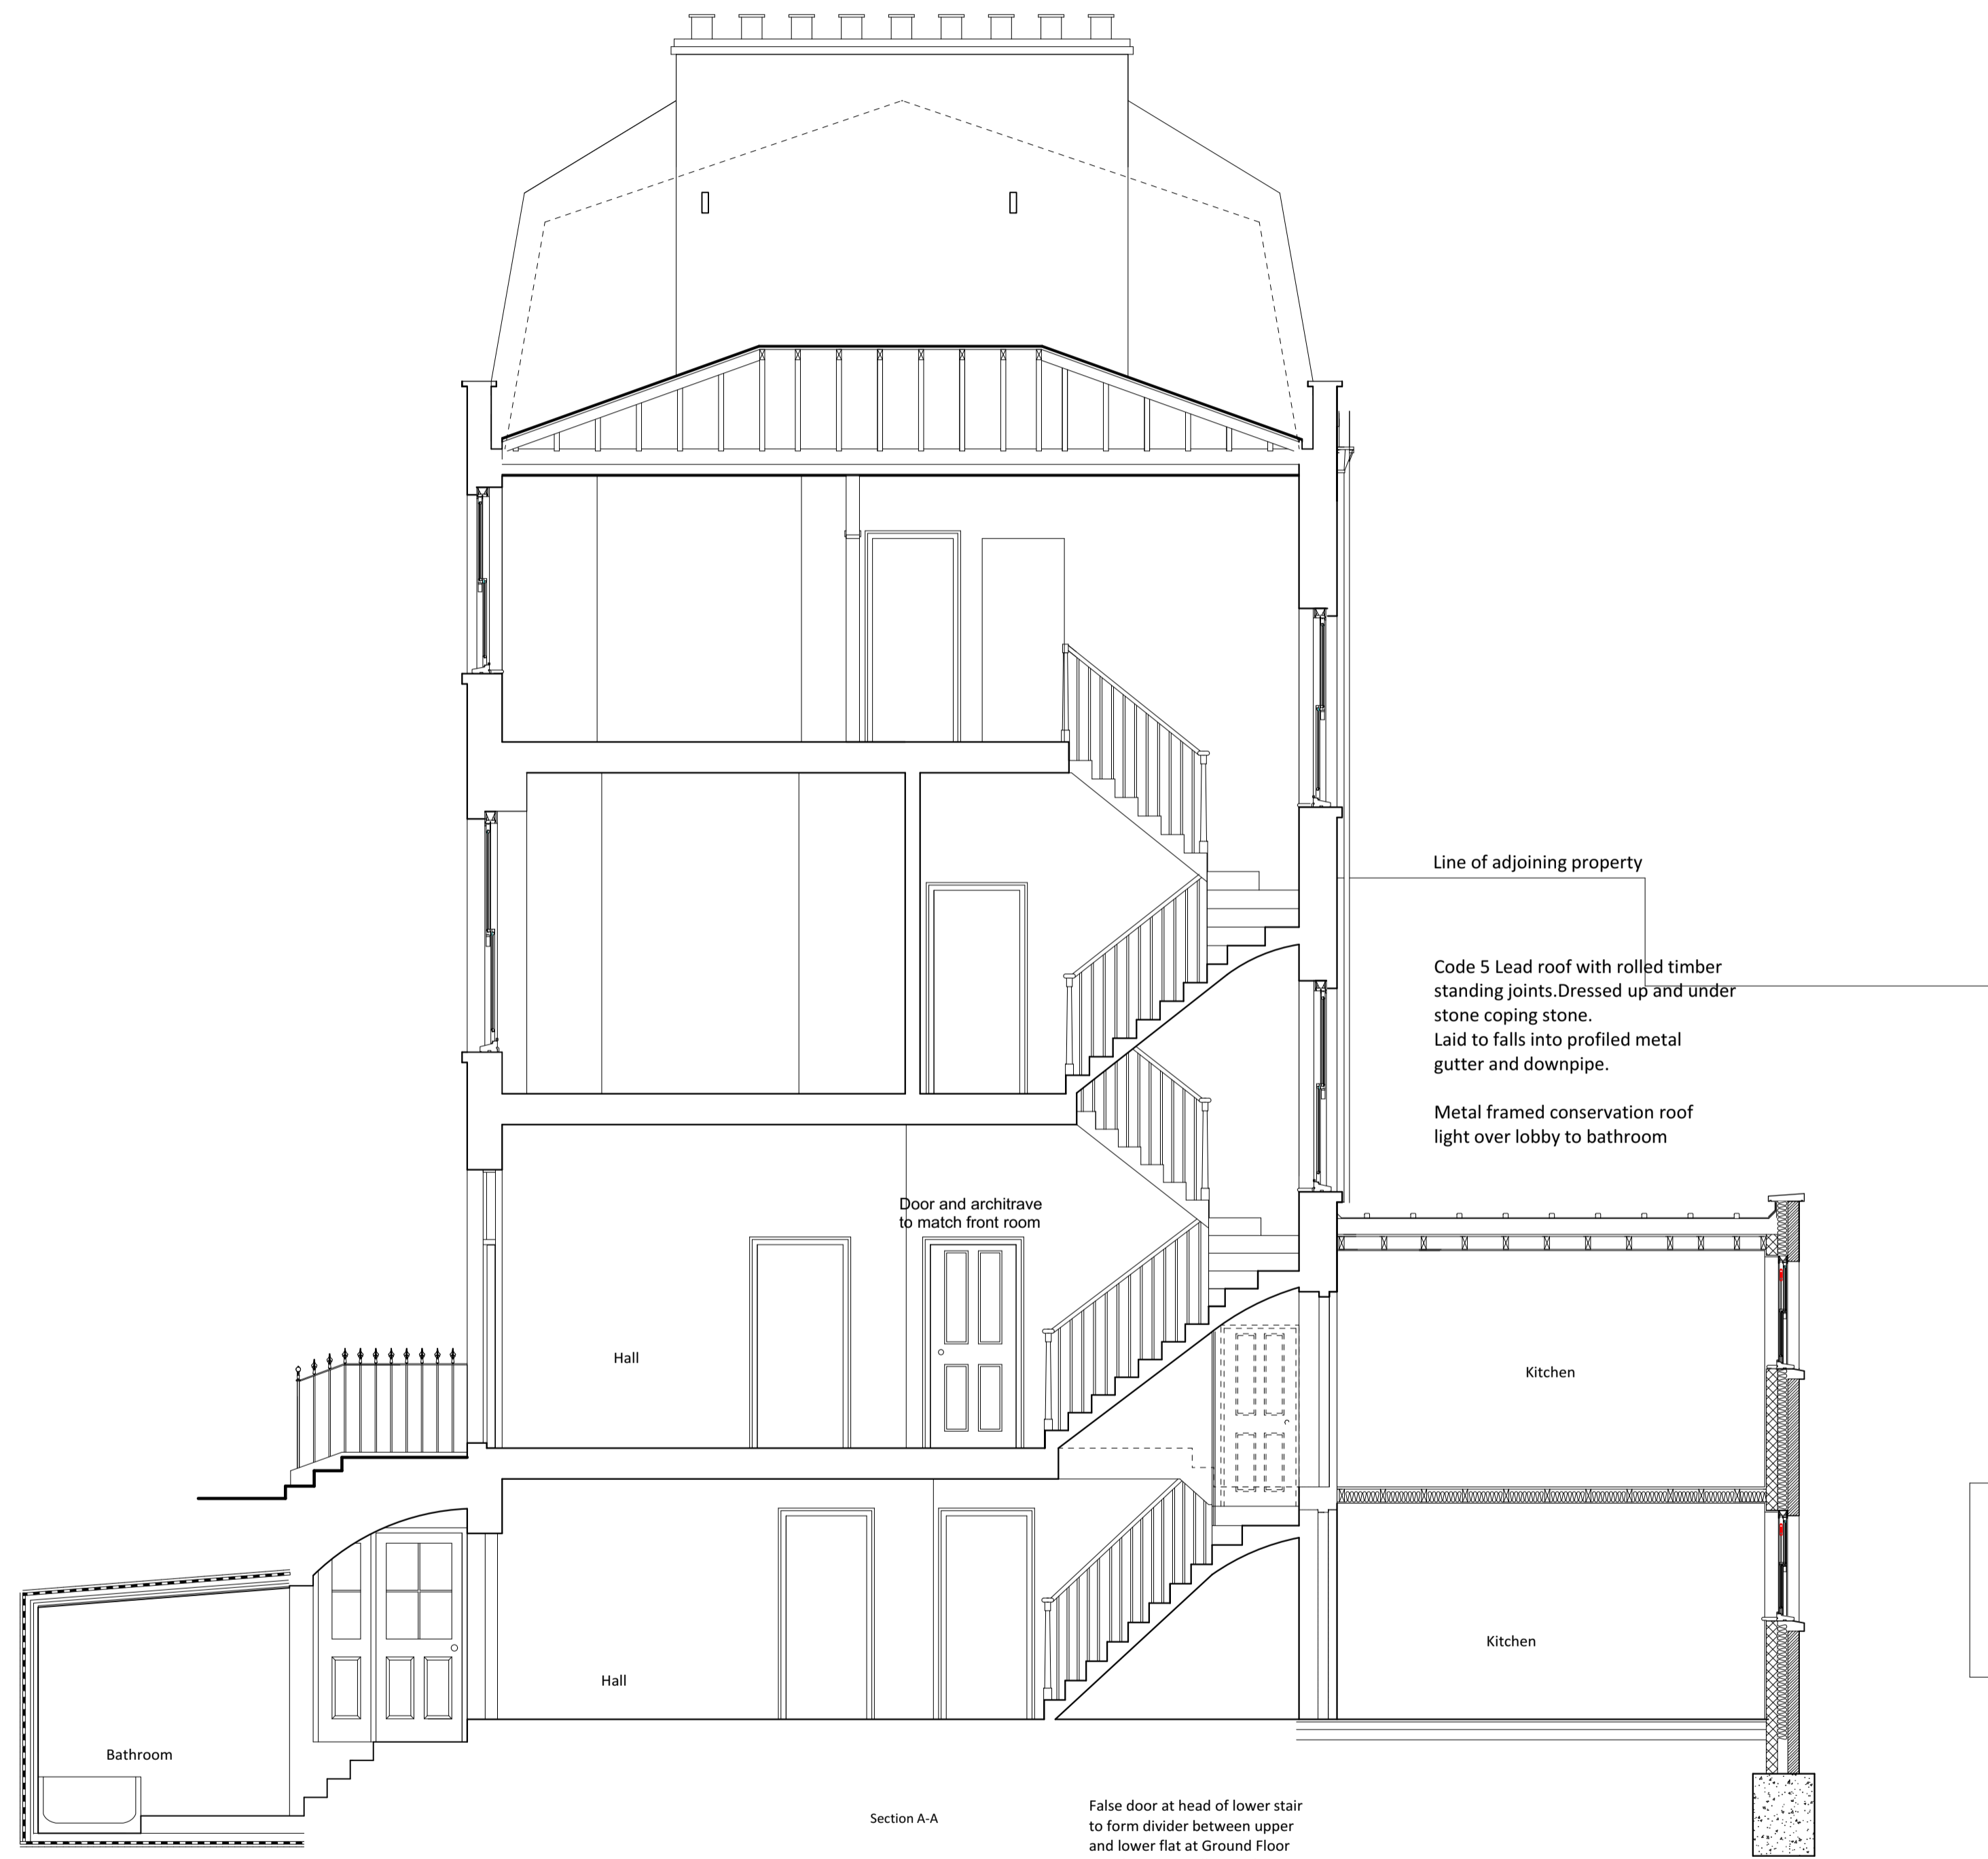 Line of adjoining property
Code 5 Lead roof with rolled timber
standing joints.Dressed up and under
stone coping stone.
Laid to falls into profiled metal
gutter and downpipe.
Metal framed conservation roof
light over lobby to bathroom
Door and architrave
to match front room
Hall
Kitchen
Kitchen
Hall
Bathroom
Section A-A
False door at head of lower stair
to form divider between upper
and lower flat at Ground Floor